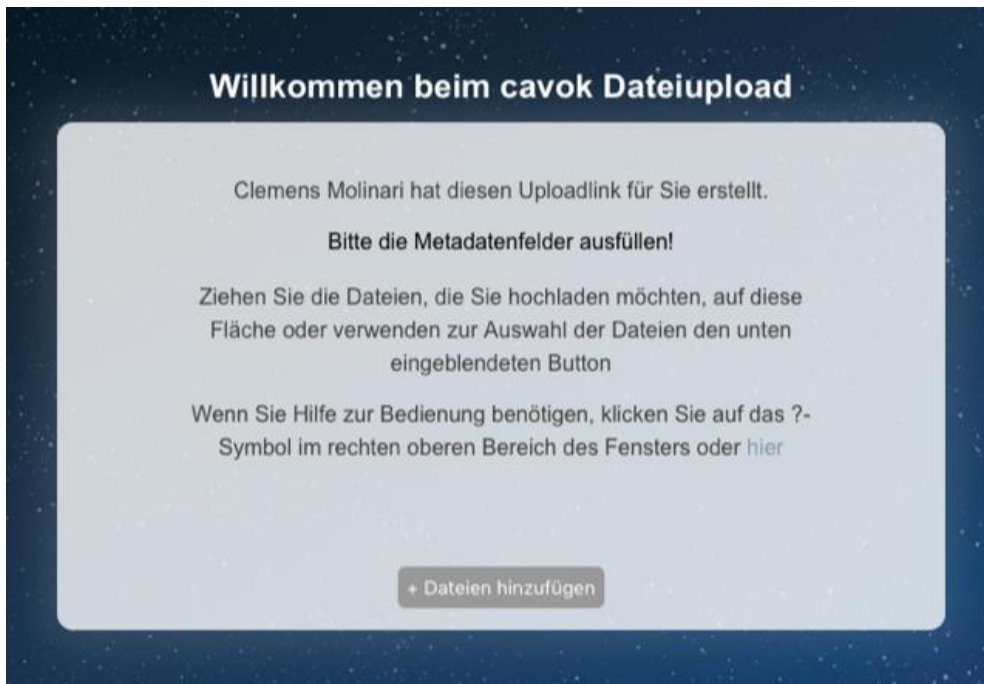 Willkommen beim cavok Dateiupload
Clemens Molinari hat diesen Uploadlink für Sie erstellt.
Bitte die Metadatenfelder ausfüllen!
Ziehen Sie die Dateien, die Sie hochladen möchten, auf diese
Fläche oder verwenden zur Auswahl der Dateien den unten
eingeblendeten Button
Wenn Sie Hilfe zur Bedienung benötigen, klicken Sie auf das ?-
Symbol im rechten oberen Bereich des Fensters oder hier
+ Dateien hinzufügen